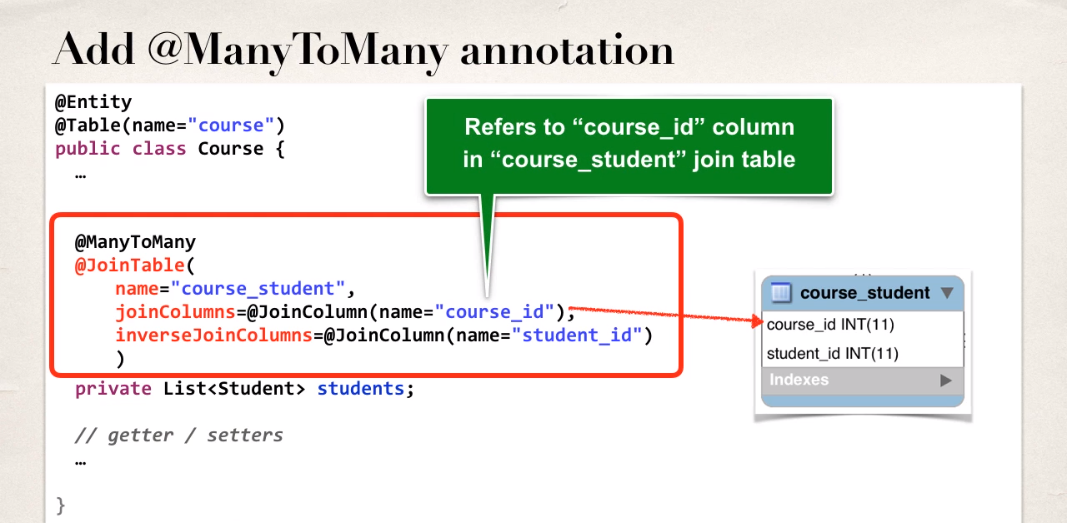 Add @ManyToMany annotation
@Entity
@Table(name="course")
public class Course {
…
Refers to “course_id” column
in “course_student” join table
@ManyToMany
@JoinTable(
name="course_student",
joinColumns=@JoinColumn(name="course_id"),
inverseJoinColumns=@JoinColumn(name="student_id")
)
private List<Student> students;
// getter / setters
…
}
course_student
course_id INT(11)
student_id INT(11)
Indexes